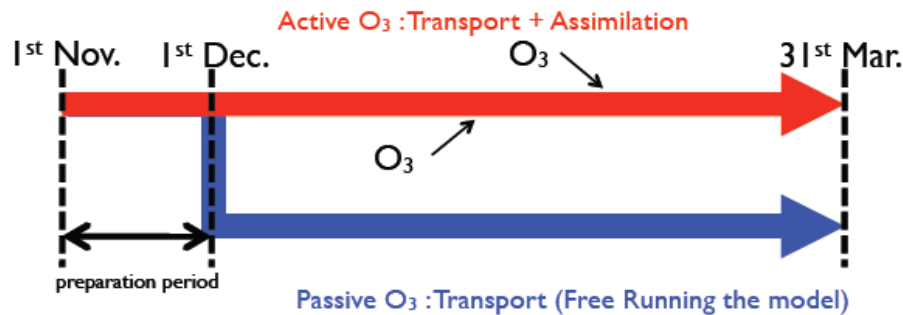 Active O₃ : Transport + Assimilation
1st Nov. 1st Dec. O₃ 31st Mar.
O₃
preparation period
Passive O₃ : Transport (Free Running the model)